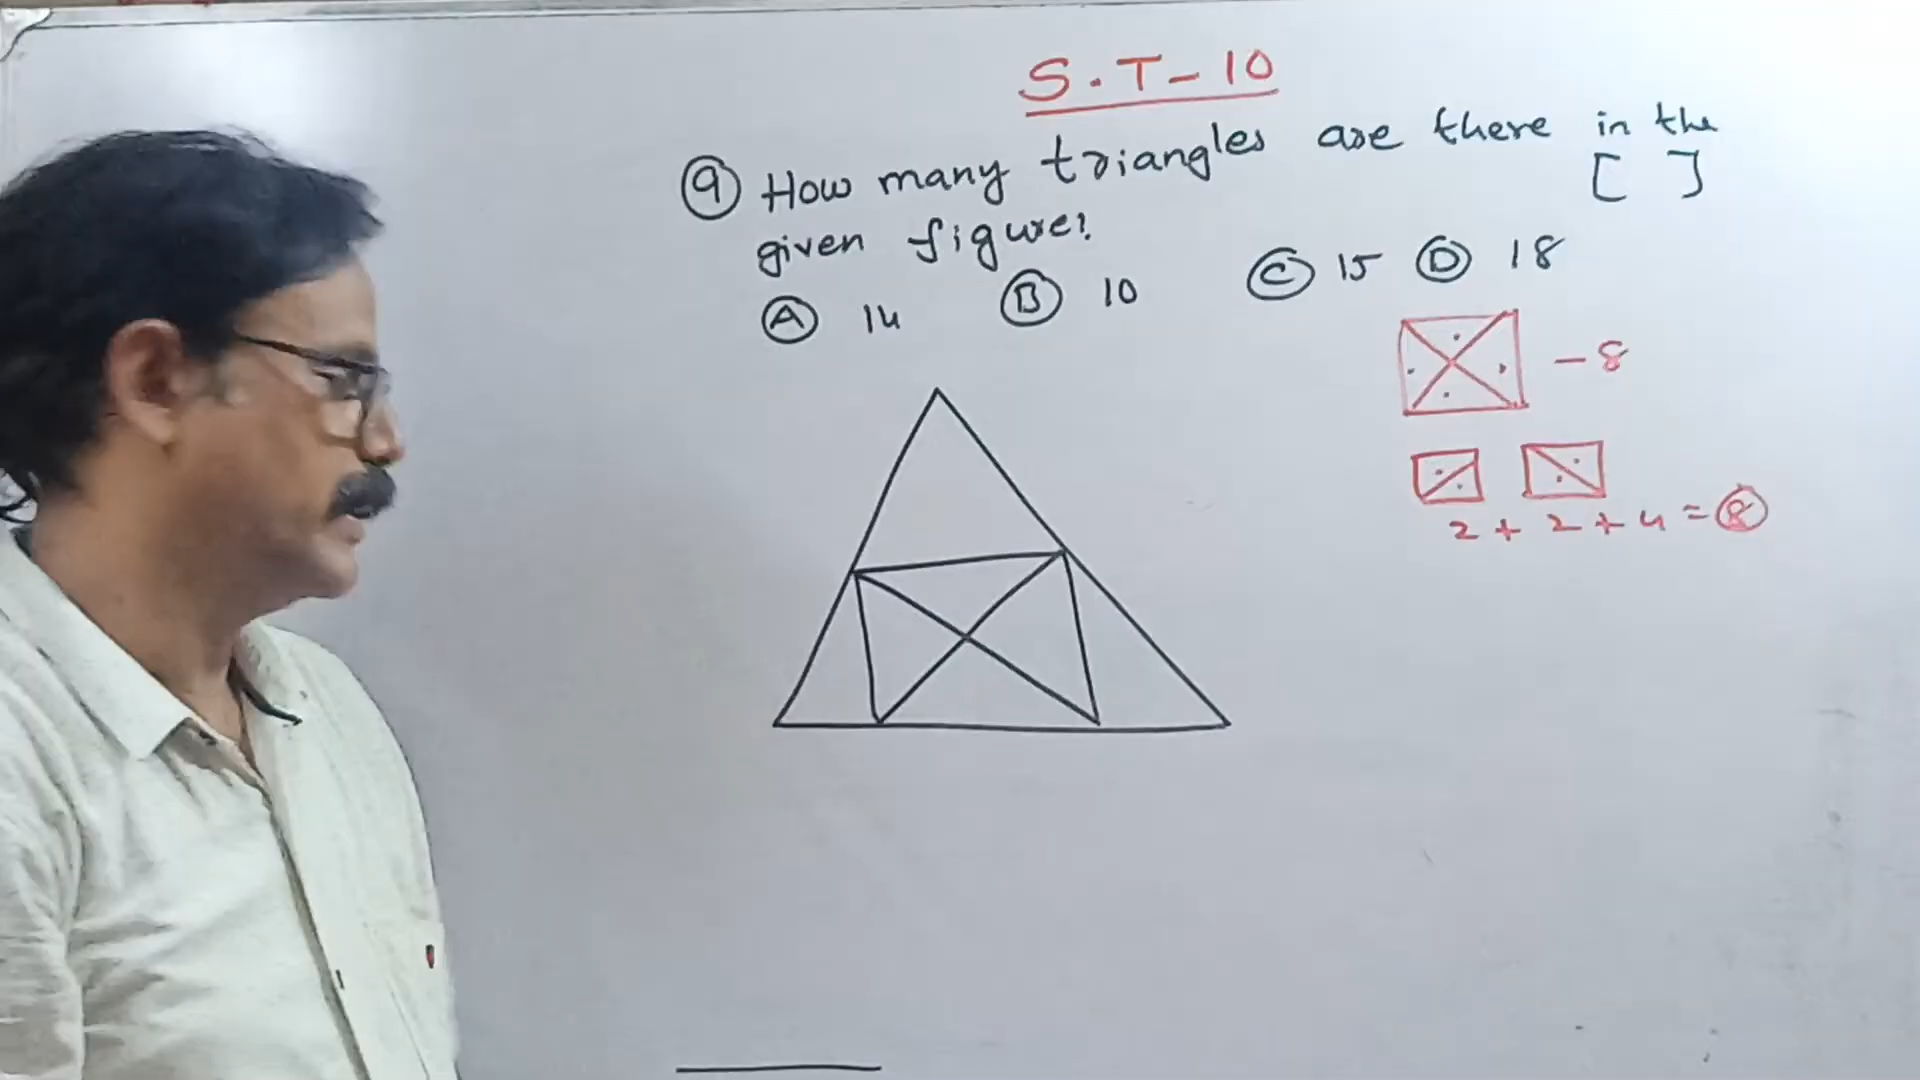 S.T-10
9 How many triangles are there in the
[ ]
given figure?
A 14 B 10 C 15 D 18
- 8
2 + 2 + 4 = 8